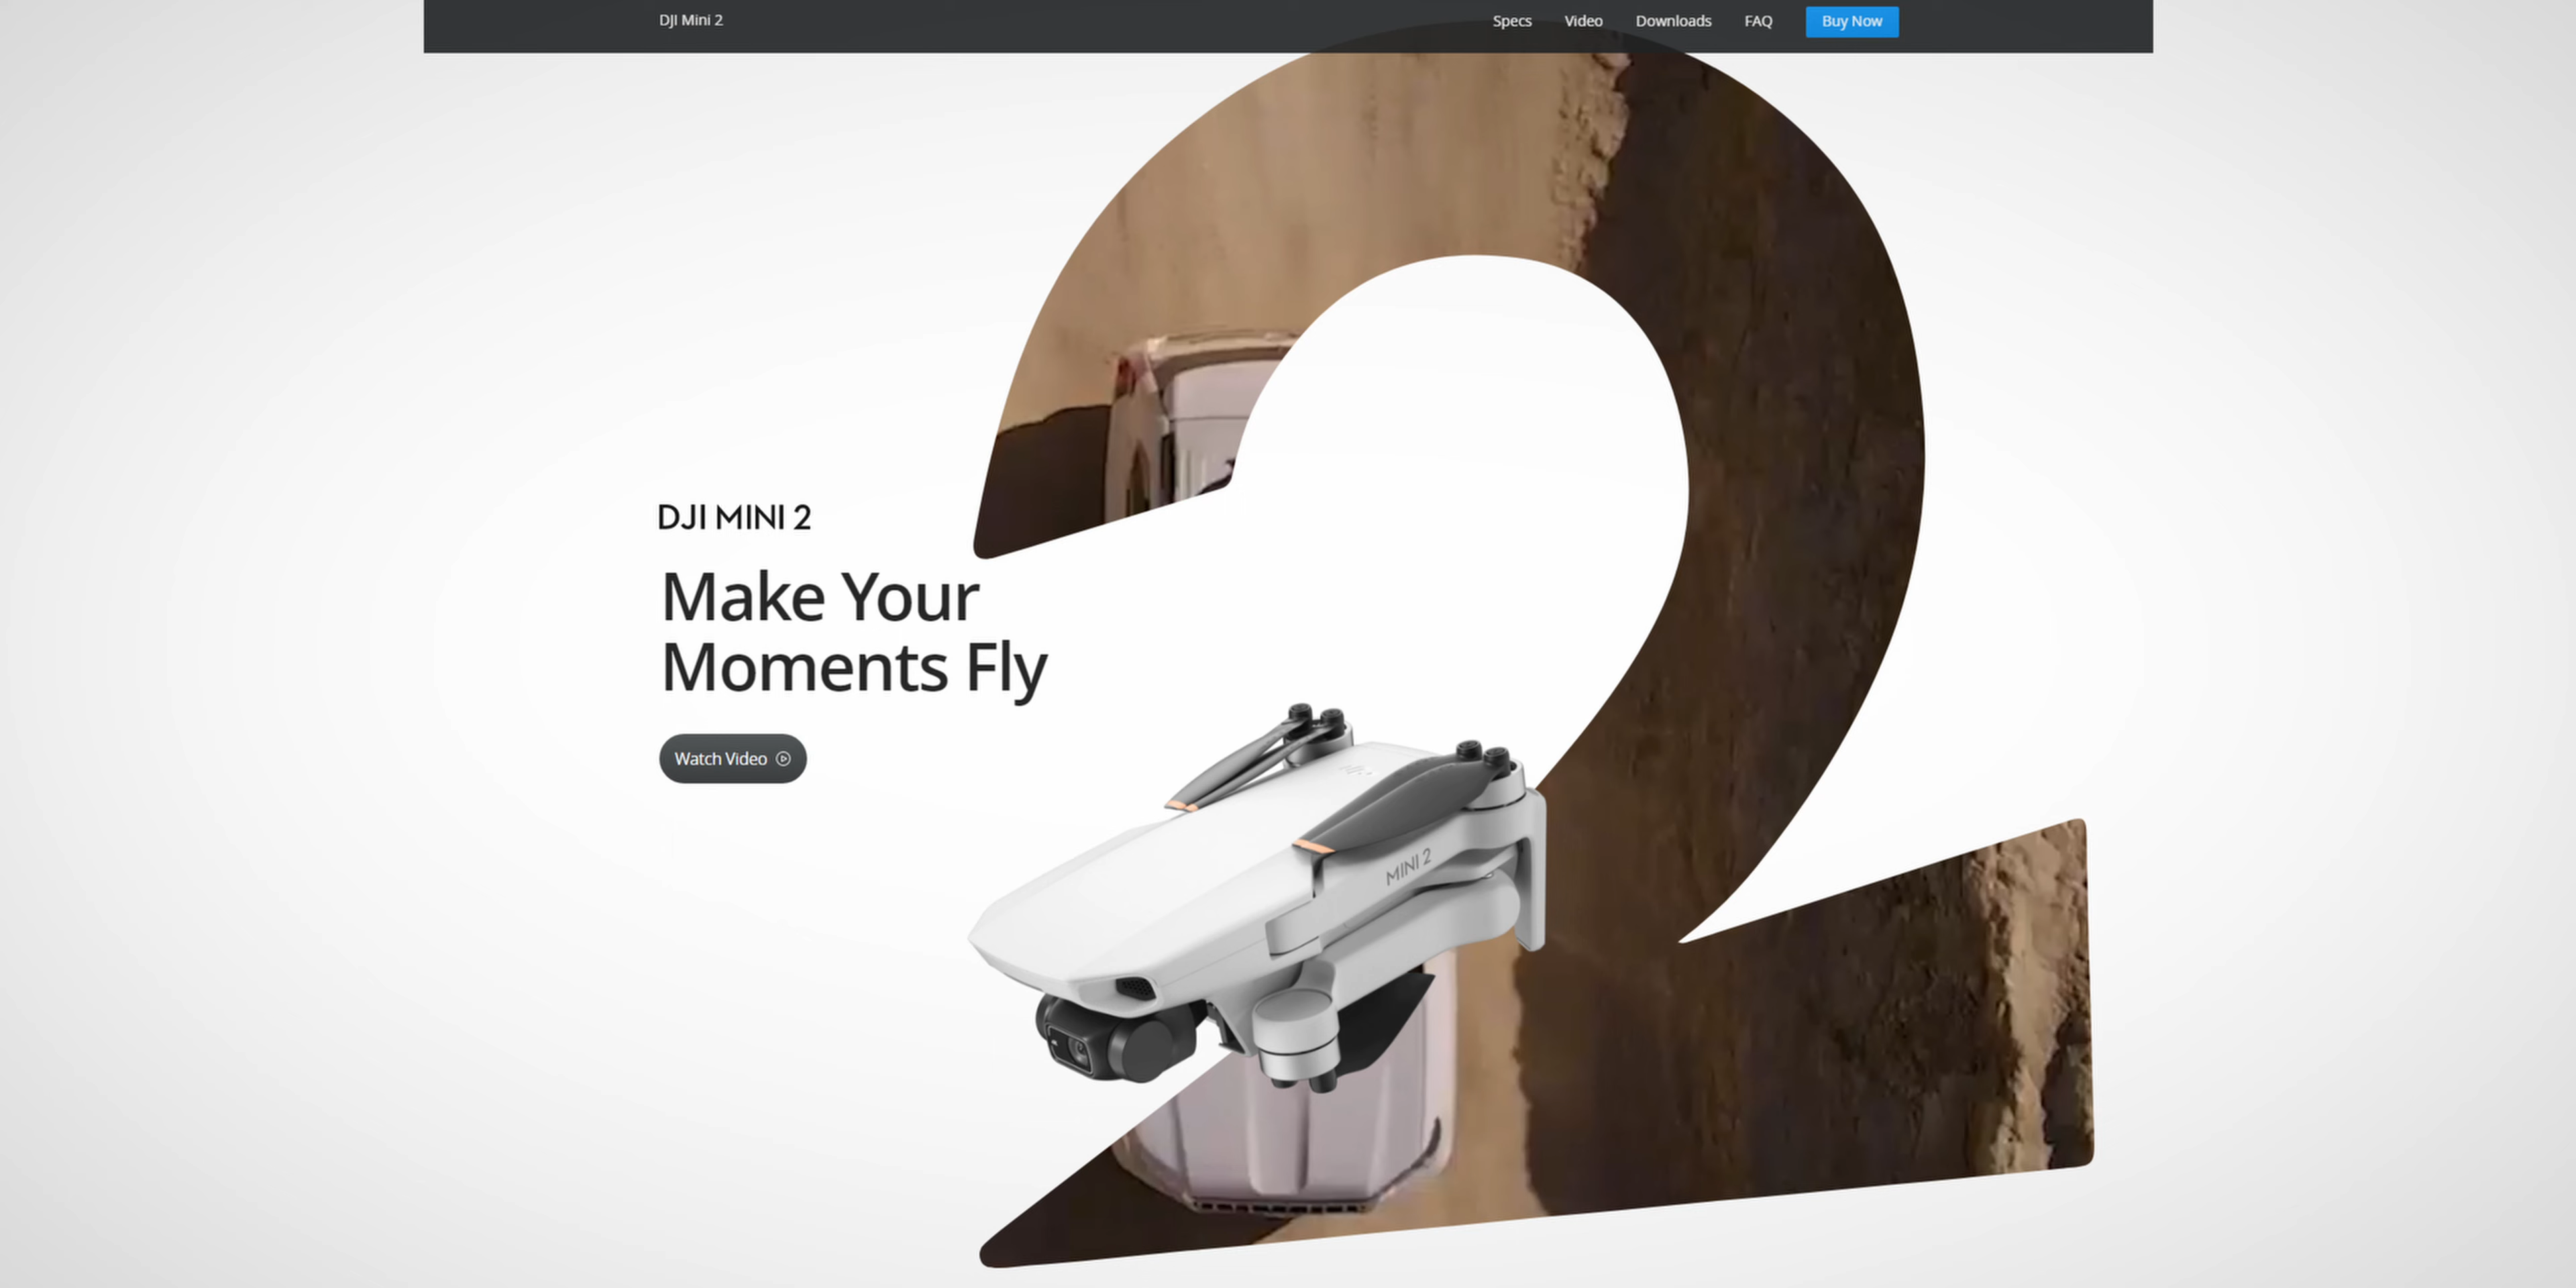 DJI Mini 2
Specs Video Downloads FAQ Buy Now
DJI MINI 2
Make Your
Moments Fly
Watch Video
MINI 2